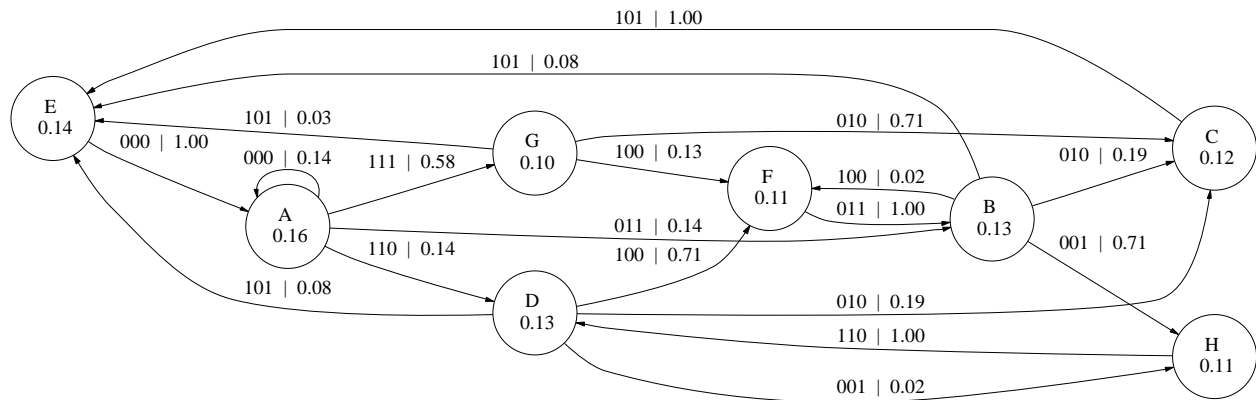 101 | 1.00
101 | 0.08
E
0.14
101 | 0.03
000 | 1.00
000 | 0.14
111 | 0.58
G
0.10
010 | 0.71
100 | 0.13
C
0.12
010 | 0.19
F
0.11
100 | 0.02
011 | 1.00
B
0.13
A
0.16
011 | 0.14
110 | 0.14
100 | 0.71
001 | 0.71
101 | 0.08
D
0.13
010 | 0.19
110 | 1.00
H
0.11
001 | 0.02